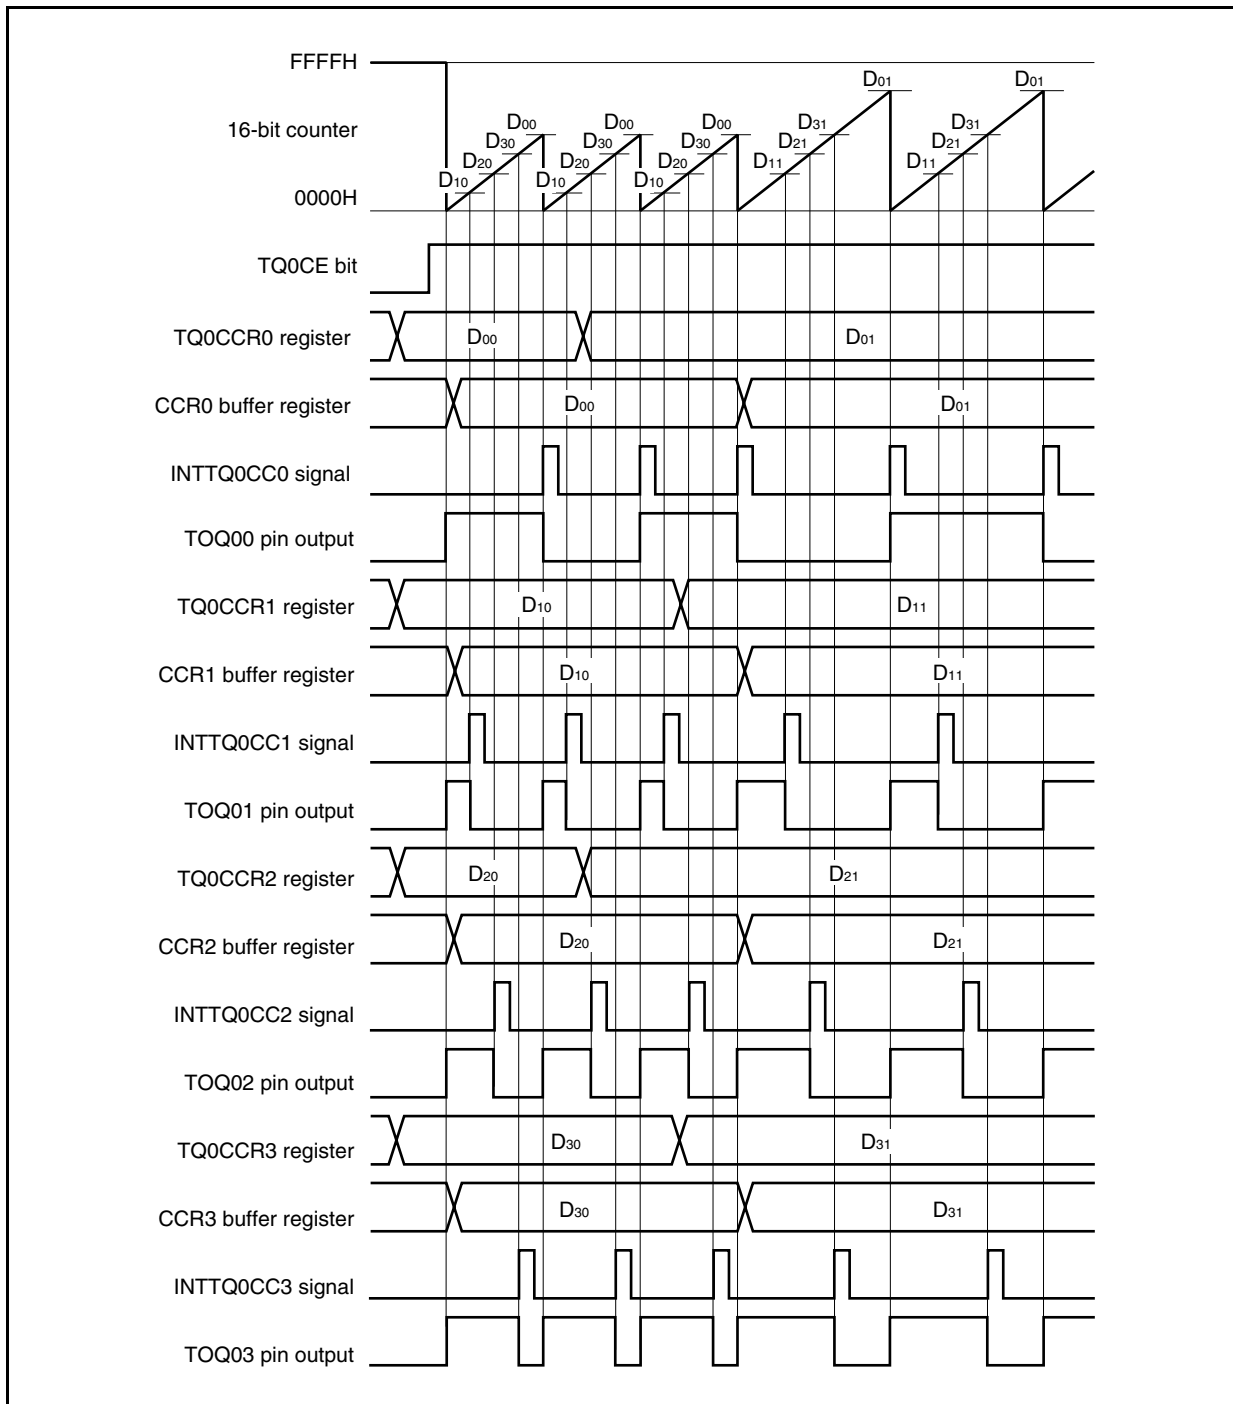 FFFFH
D01 D01
16-bit counter
D00 D00 D00 D31 D31
D30 D30 D30 D21 D21
D20 D20 D20 D11 D11
D10 D10 D10
0000H
TQ0CE bit
TQ0CCR0 register D00 D01
CCR0 buffer register D00 D01
INTTQ0CC0 signal
TOQ00 pin output
TQ0CCR1 register D10 D11
CCR1 buffer register D10 D11
INTTQ0CC1 signal
TOQ01 pin output
TQ0CCR2 register D20 D21
CCR2 buffer register D20 D21
INTTQ0CC2 signal
TOQ02 pin output
TQ0CCR3 register D30 D31
CCR3 buffer register D30 D31
INTTQ0CC3 signal
TOQ03 pin output